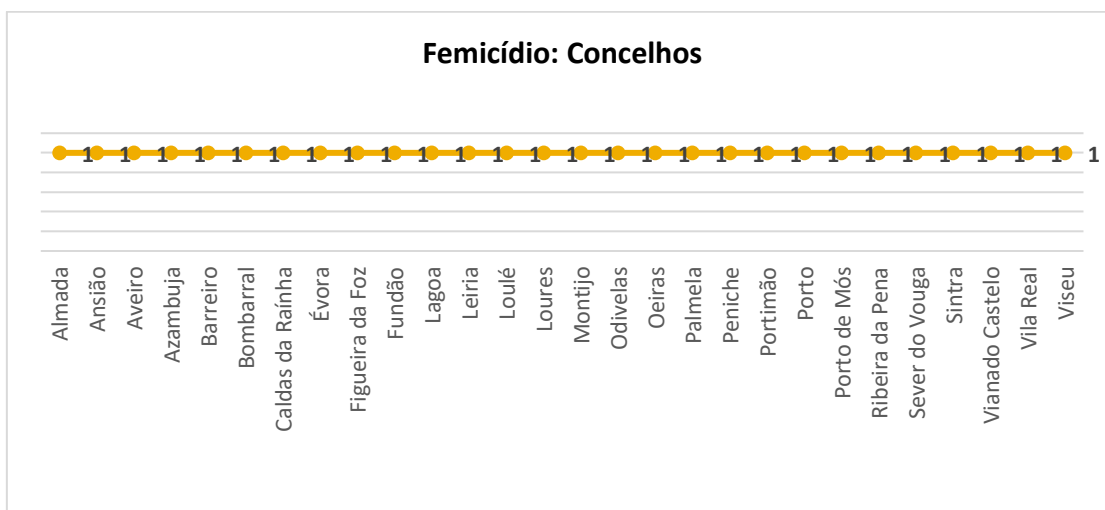 Femicídio: Concelhos
1 1 1 1 1 1 1 1 1 1 1 1 1 1 1 1 1 1 1 1 1 1 1 1 1 1 1 1
Almada
Ansião
Aveiro
Azambuja
Barreiro
Bombarral
Caldas da Raínha
Évora
Figueira da Foz
Fundão
Lagoa
Leiria
Loulé
Loures
Montijo
Odivelas
Oeiras
Palmela
Peniche
Portimão
Porto
Porto de Mós
Ribeira da Pena
Sever do Vouga
Sintra
Vianado Castelo
Vila Real
Viseu